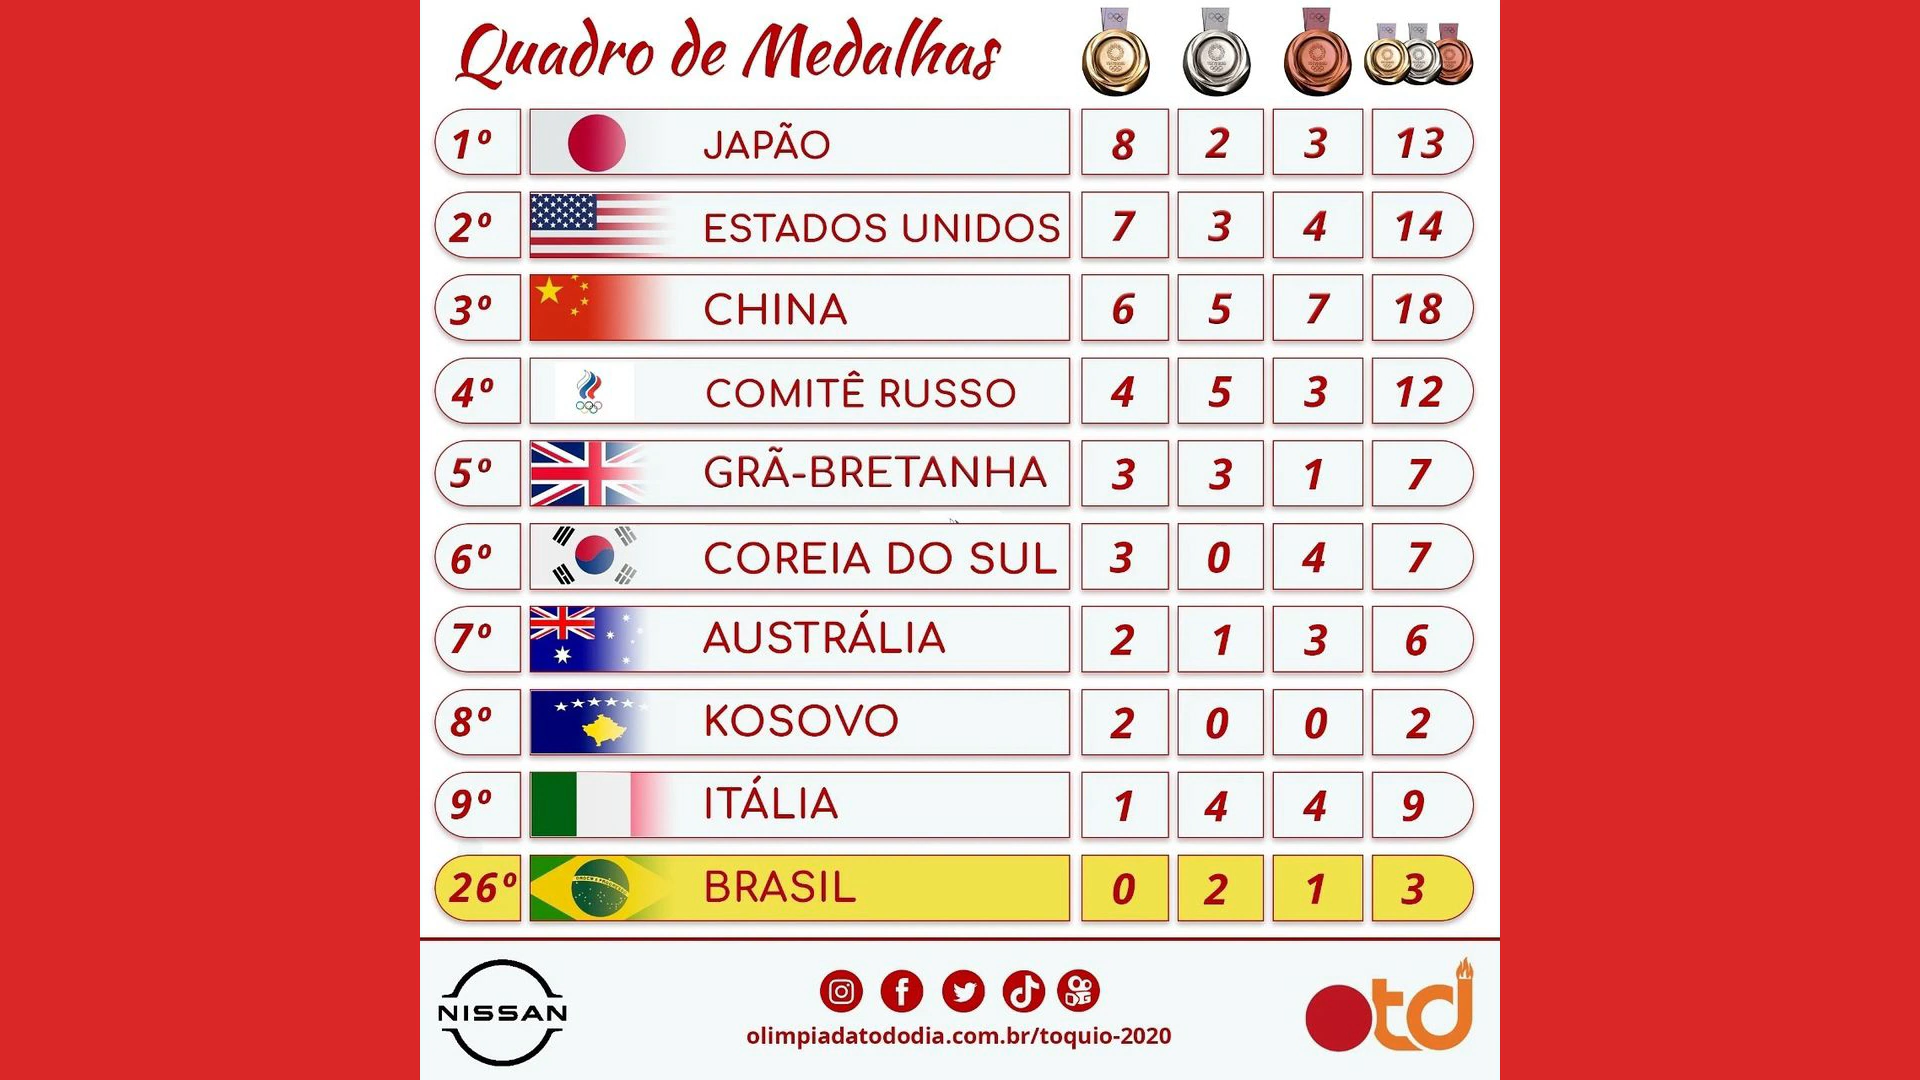 Quadro de Medalhas
1º JAPÃO 8 2 3 13
2º ESTADOS UNIDOS 7 3 4 14
3º CHINA 6 5 7 18
4º COMITÊ RUSSO 4 5 3 12
5º GRÃ-BRETANHA 3 3 1 7
6º COREIA DO SUL 3 0 4 7
7º AUSTRÁLIA 2 1 3 6
8º KOSOVO 2 0 0 2
9º ITÁLIA 1 4 4 9
26º BRASIL 0 2 1 3
NISSAN
olimpiadatododia.com.br/toquio-2020
otd